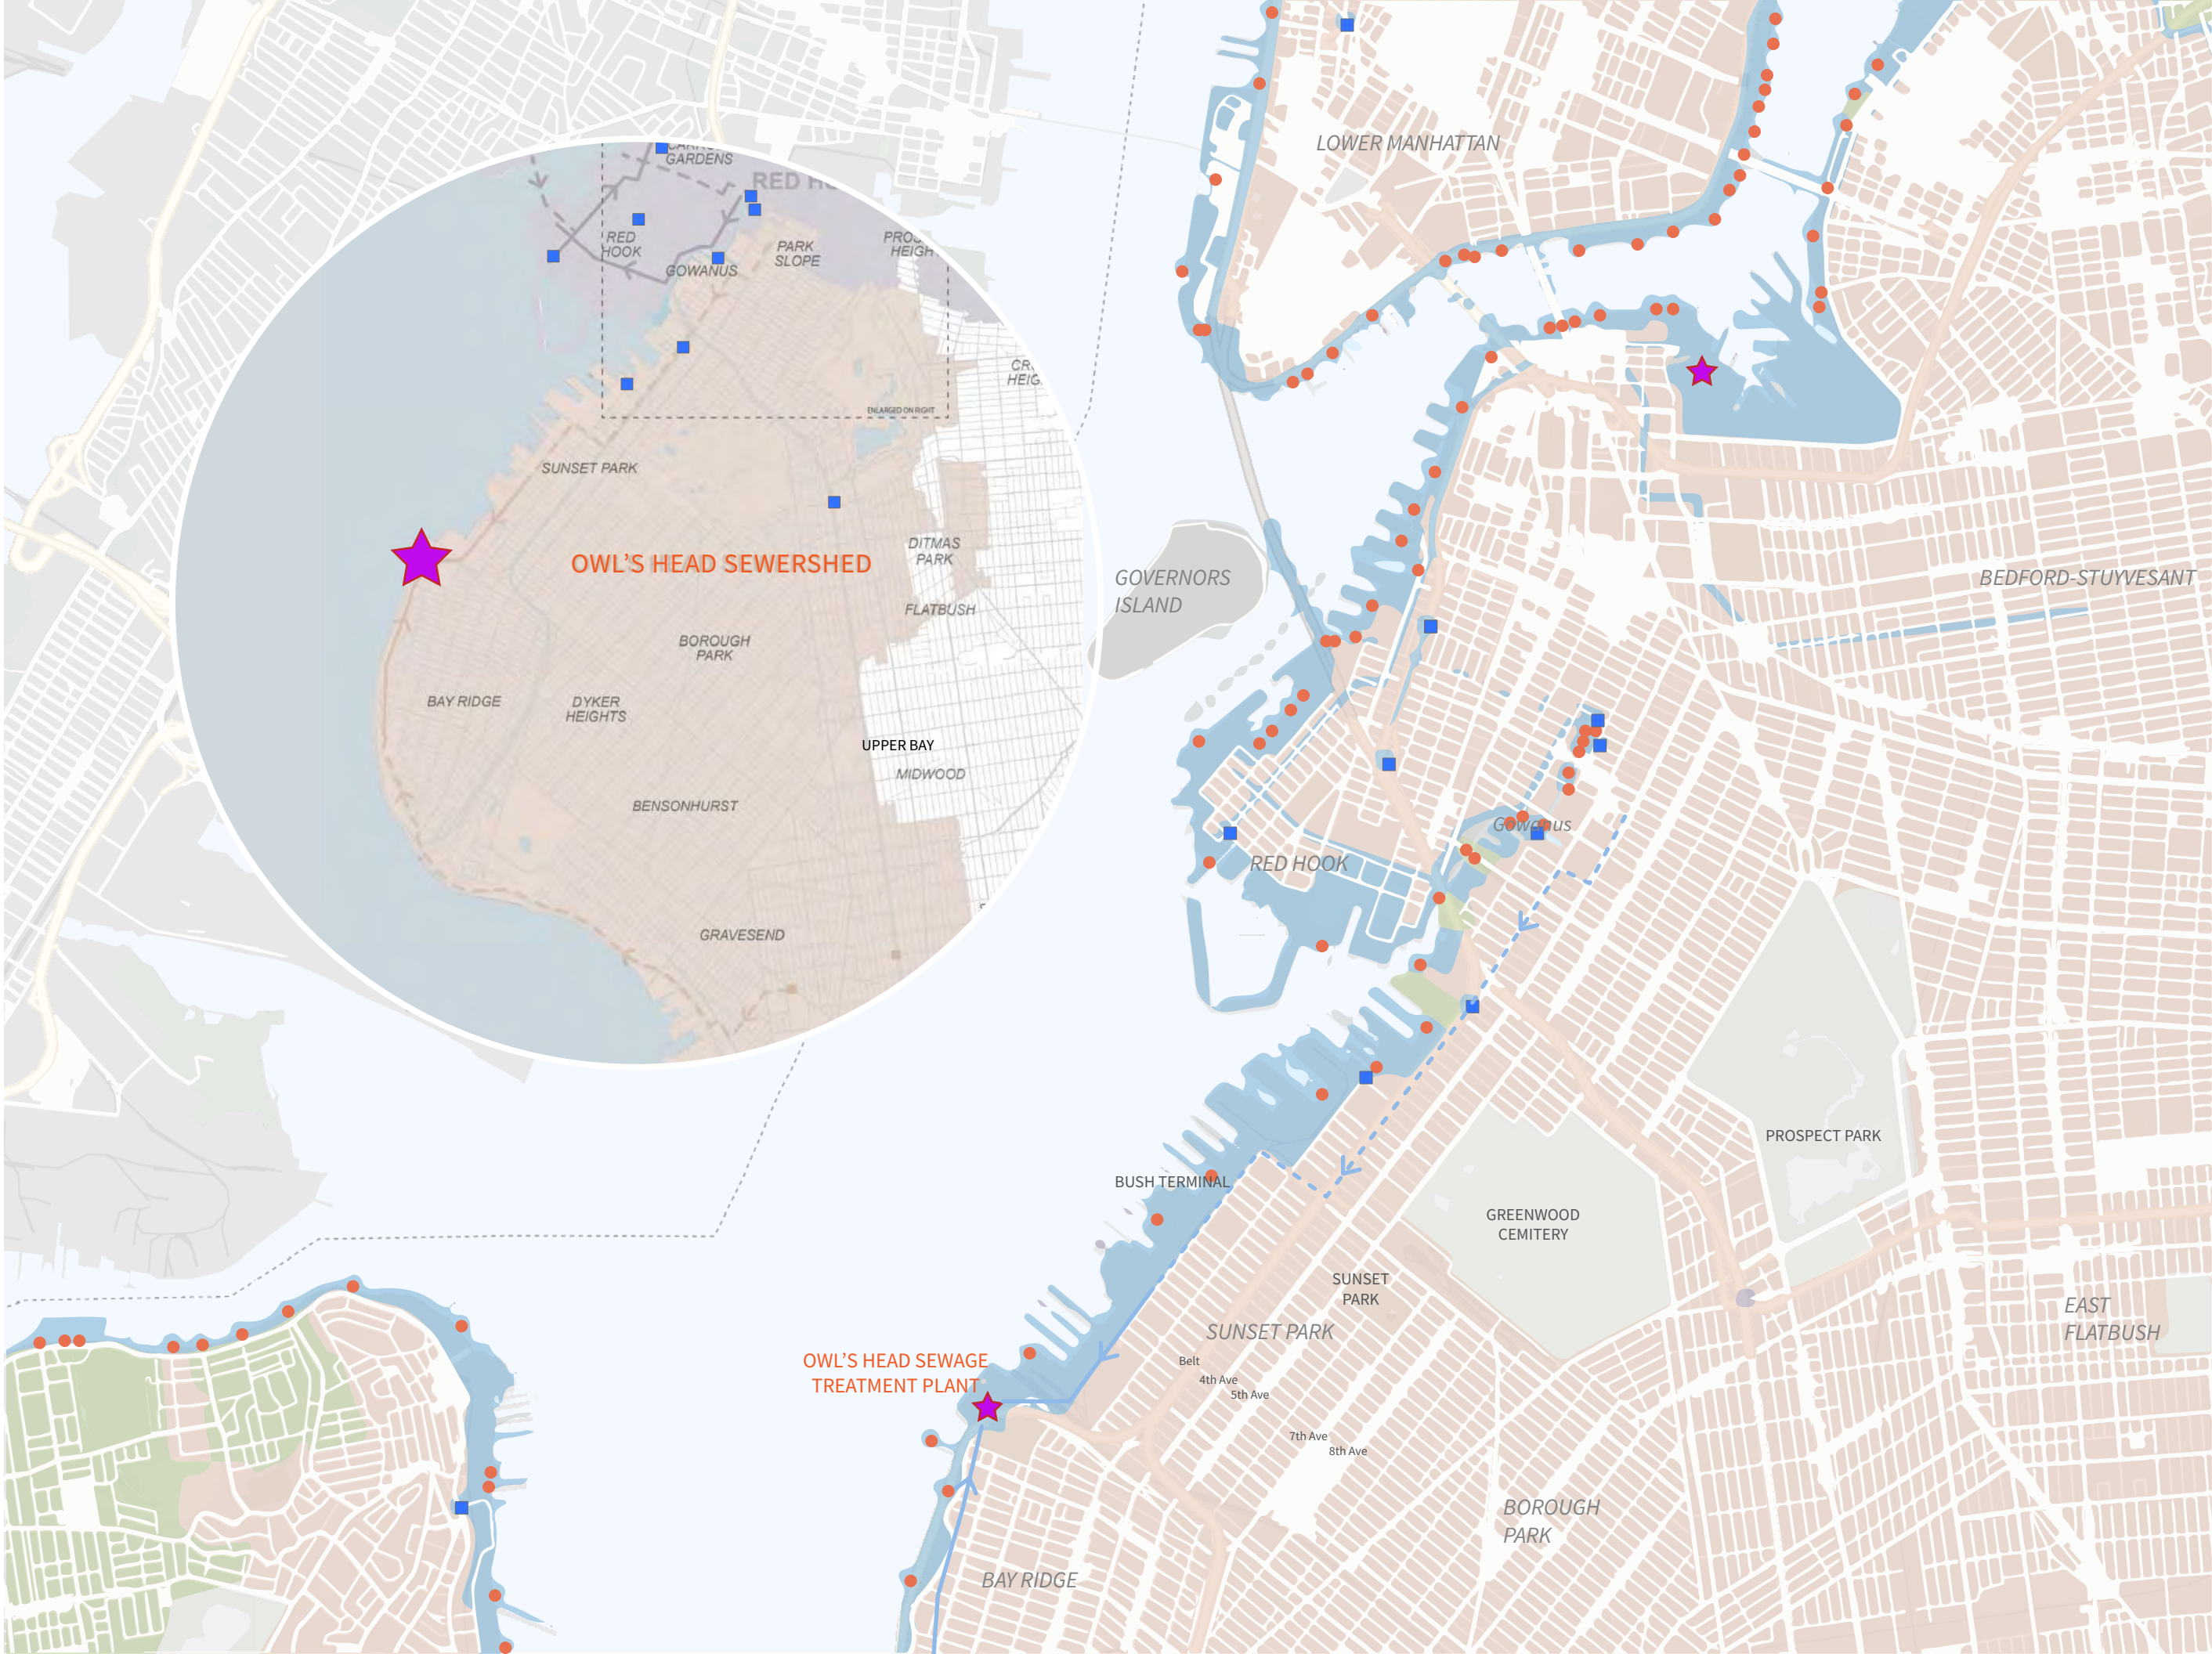 LOWER MANHATTAN
GARDENS
RED
PARK
SLOPE
RED
HOOK
GOWANUS
ENLARGED ON RIGHT
SUNSET PARK
OWL'S HEAD SEWERSHED
DITMAS
PARK
FLATBUSH
BOROUGH
PARK
BAY RIDGE
DYKER
HEIGHTS
UPPER BAY
MIDWOOD
BENSONHURST
GRAVESEND
GOVERNORS
ISLAND
BEDFORD-STUYVESANT
Gowanus
RED HOOK
PROSPECT PARK
BUSH TERMINAL
GREENWOOD
CEMITERY
SUNSET
PARK
SUNSET PARK
EAST
FLATBUSH
OWL'S HEAD SEWAGE
TREATMENT PLANT
Belt
4th Ave
5th Ave
7th Ave
8th Ave
BOROUGH
PARK
BAY RIDGE